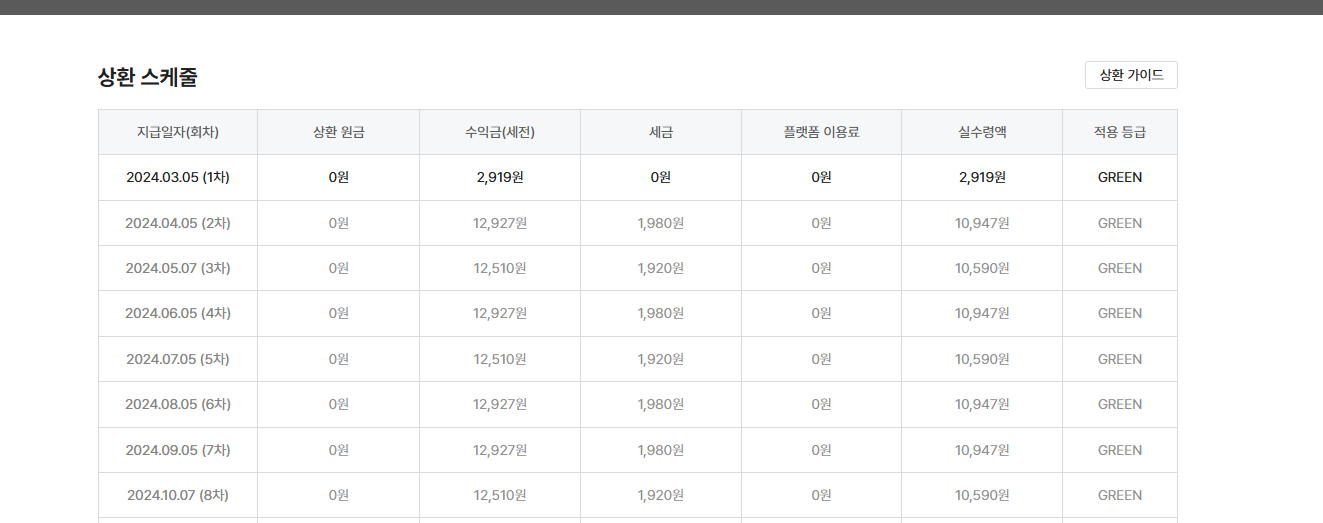 상환 스케줄
상환 가이드
지급일자(회차) 상환 원금 수익금(세전) 세금 플랫폼 이용료 실수령액 적용 등급
2024.03.05 (1차) 0원 2,919원 0원 0원 2,919원 GREEN
2024.04.05 (2차) 0원 12,927원 1,980원 0원 10,947원 GREEN
2024.05.07 (3차) 0원 12,510원 1,920원 0원 10,590원 GREEN
2024.06.05 (4차) 0원 12,927원 1,980원 0원 10,947원 GREEN
2024.07.05 (5차) 0원 12,510원 1,920원 0원 10,590원 GREEN
2024.08.05 (6차) 0원 12,927원 1,980원 0원 10,947원 GREEN
2024.09.05 (7차) 0원 12,927원 1,980원 0원 10,947원 GREEN
2024.10.07 (8차) 0원 12,510원 1,920원 0원 10,590원 GREEN